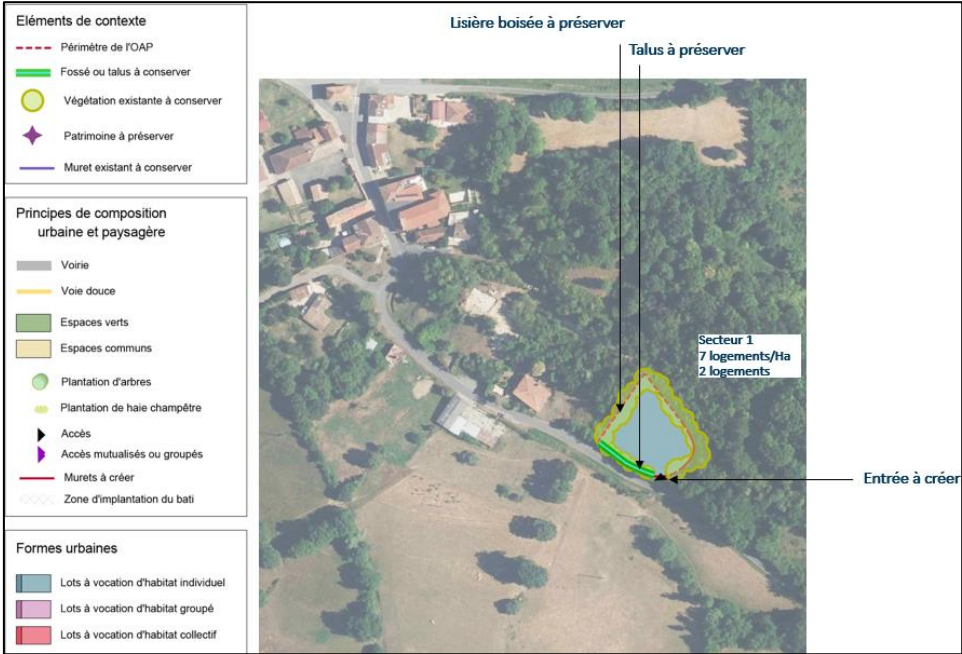 Eléments de contexte
Périmètre de l'OAP
Fossé ou talus à conserver
Végétation existante à conserver
Patrimoine à préserver
Muret existant à conserver
Principes de composition
urbaine et paysagère
Voirie
Voie douce
Espaces verts
Espaces communs
Plantation d'arbres
Plantation de haie champêtre
Accès
Accès mutualisés ou groupés
Murets à créer
Zone d'implantation du bati
Formes urbaines
Lots à vocation d'habitat individuel
Lots à vocation d'habitat groupé
Lots à vocation d'habitat collectif
Lisière boisée à préserver
Talus à préserver
Secteur 1
7 logements/Ha
2 logements
Entrée à créer